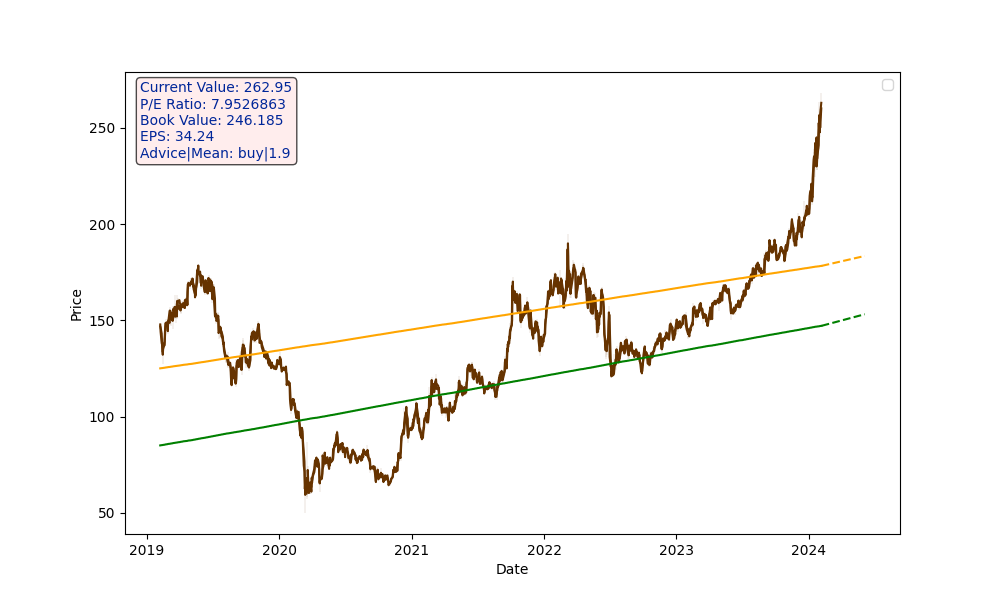 Current Value: 262.95
P/E Ratio: 7.9526863
Book Value: 246.185
EPS: 34.24
Advice|Mean: buy|1.9
250
200
150
100
50
Price
2019 2020 2021 2022 2023 2024
Date